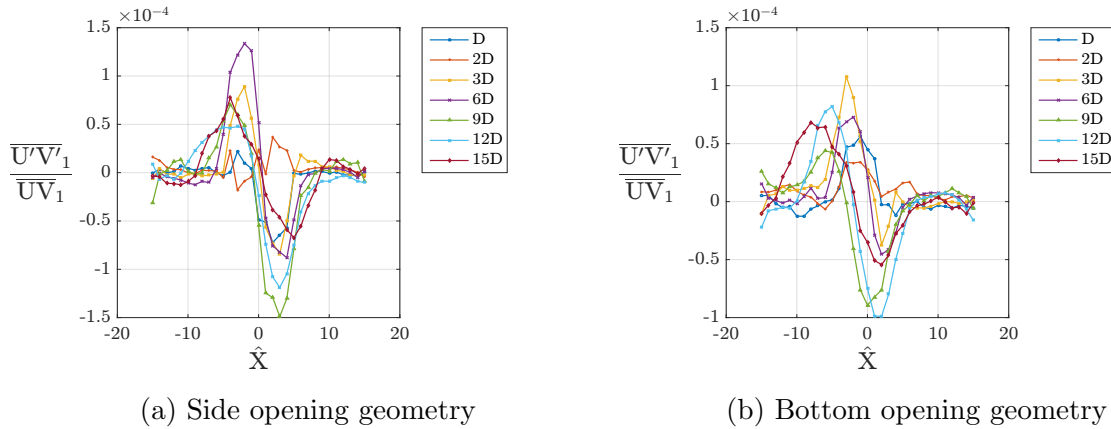 ×10−4
1.5
1
0.5
0
-0.5
-1
-1.5
-20
-10
0
10
20
U′V′1
UV1
X̂
D
2D
3D
6D
9D
12D
15D
(a) Side opening geometry
×10−4
1.5
1
0.5
0
-0.5
-1
-20
-10
0
10
20
U′V′1
UV1
X̂
D
2D
3D
6D
9D
12D
15D
(b) Bottom opening geometry